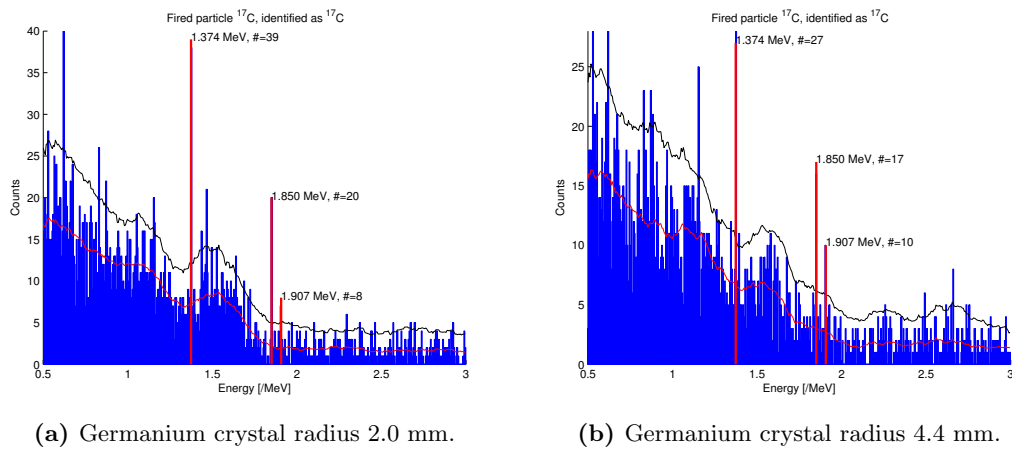 Fired particle ¹⁷C, identified as ¹⁷C
40
35
30
25
20
15
10
5
0
Counts
1.374 MeV, #=39
1.850 MeV, #=20
1.907 MeV, #=8
0.5
1
1.5
2
2.5
3
Energy [/MeV]
(a) Germanium crystal radius 2.0 mm.
Fired particle ¹⁷C, identified as ¹⁷C
25
20
15
10
5
0
Counts
1.374 MeV, #=27
1.850 MeV, #=17
1.907 MeV, #=10
0.5
1
1.5
2
2.5
3
Energy [/MeV]
(b) Germanium crystal radius 4.4 mm.